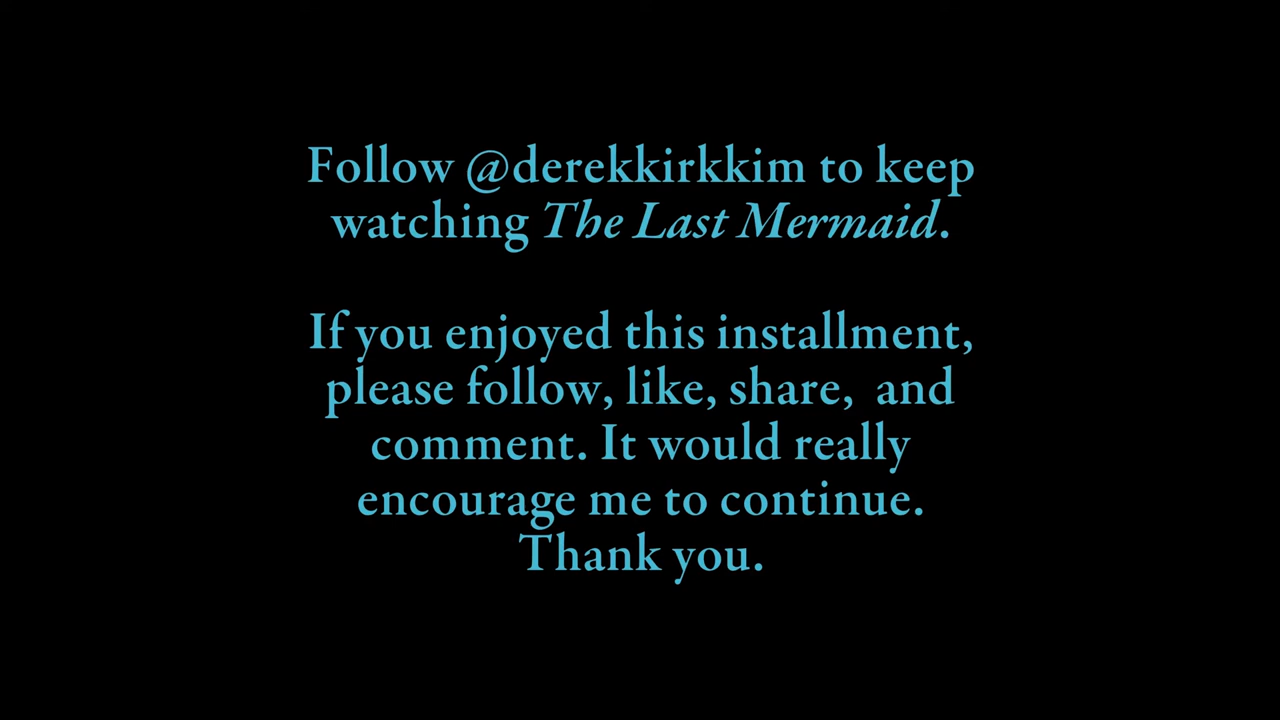 Follow @derekkirkkim to keep
watching The Last Mermaid.
If you enjoyed this installment,
please follow, like, share,  and
comment. It would really
encourage me to continue.
Thank you.